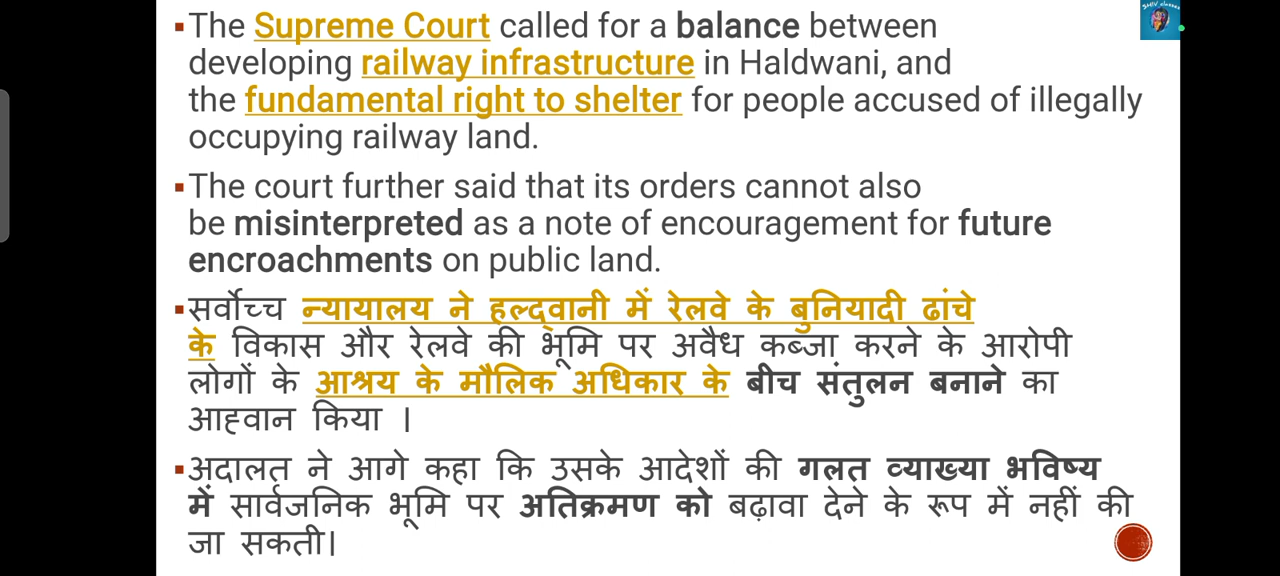 ▪The Supreme Court called for a balance between
developing railway infrastructure in Haldwani, and
the fundamental right to shelter for people accused of illegally
occupying railway land.
▪The court further said that its orders cannot also
be misinterpreted as a note of encouragement for future
encroachments on public land.
▪सर्वोच्च न्यायालय ने हल्द्वानी में रेलवे के बुनियादी ढांचे
के विकास और रेलवे की भूमि पर अवैध कब्जा करने के आरोपी
लोगों के आश्रय के मौलिक अधिकार के बीच संतुलन बनाने का
आह्वान किया ।
▪अदालत ने आगे कहा कि उसके आदेशों की गलत व्याख्या भविष्य
में सार्वजनिक भूमि पर अतिक्रमण को बढ़ावा देने के रूप में नहीं की
जा सकती।